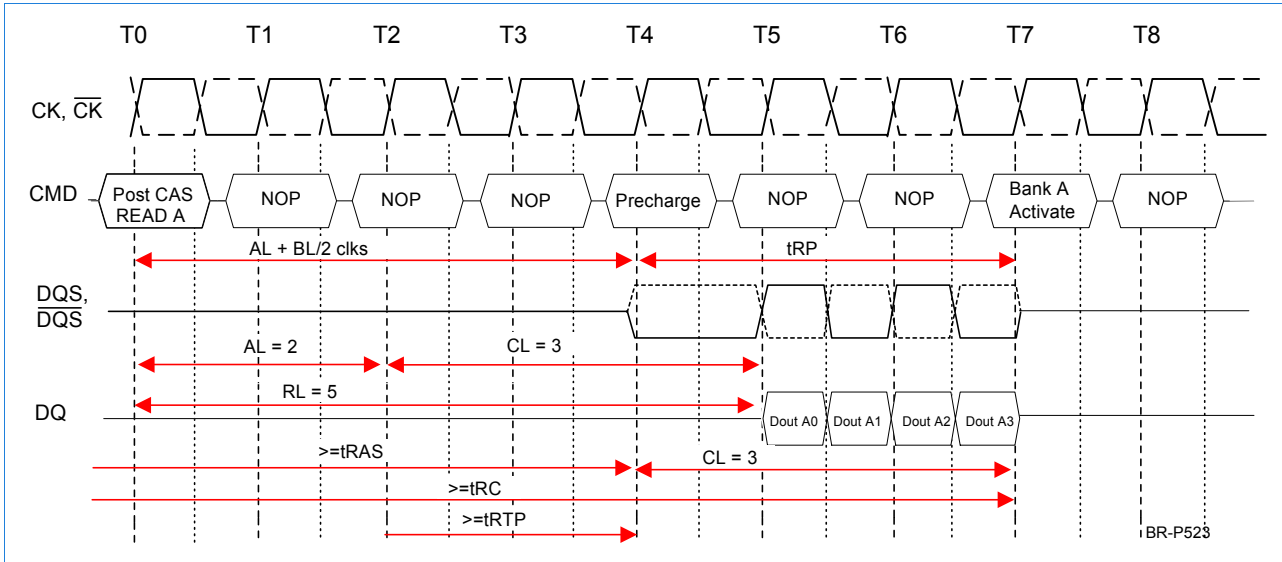 T0 T1 T2 T3 T4 T5 T6 T7 T8
CK, CK
CMD
Post CAS
READ A
NOP
NOP
NOP
Precharge
NOP
NOP
Bank A
Activate
NOP
AL + BL/2 clks
tRP
DQS,
DQS
AL = 2
CL = 3
RL = 5
DQ
Dout A0
Dout A1
Dout A2
Dout A3
>=tRAS
CL = 3
>=tRC
>=tRTP
BR-P523